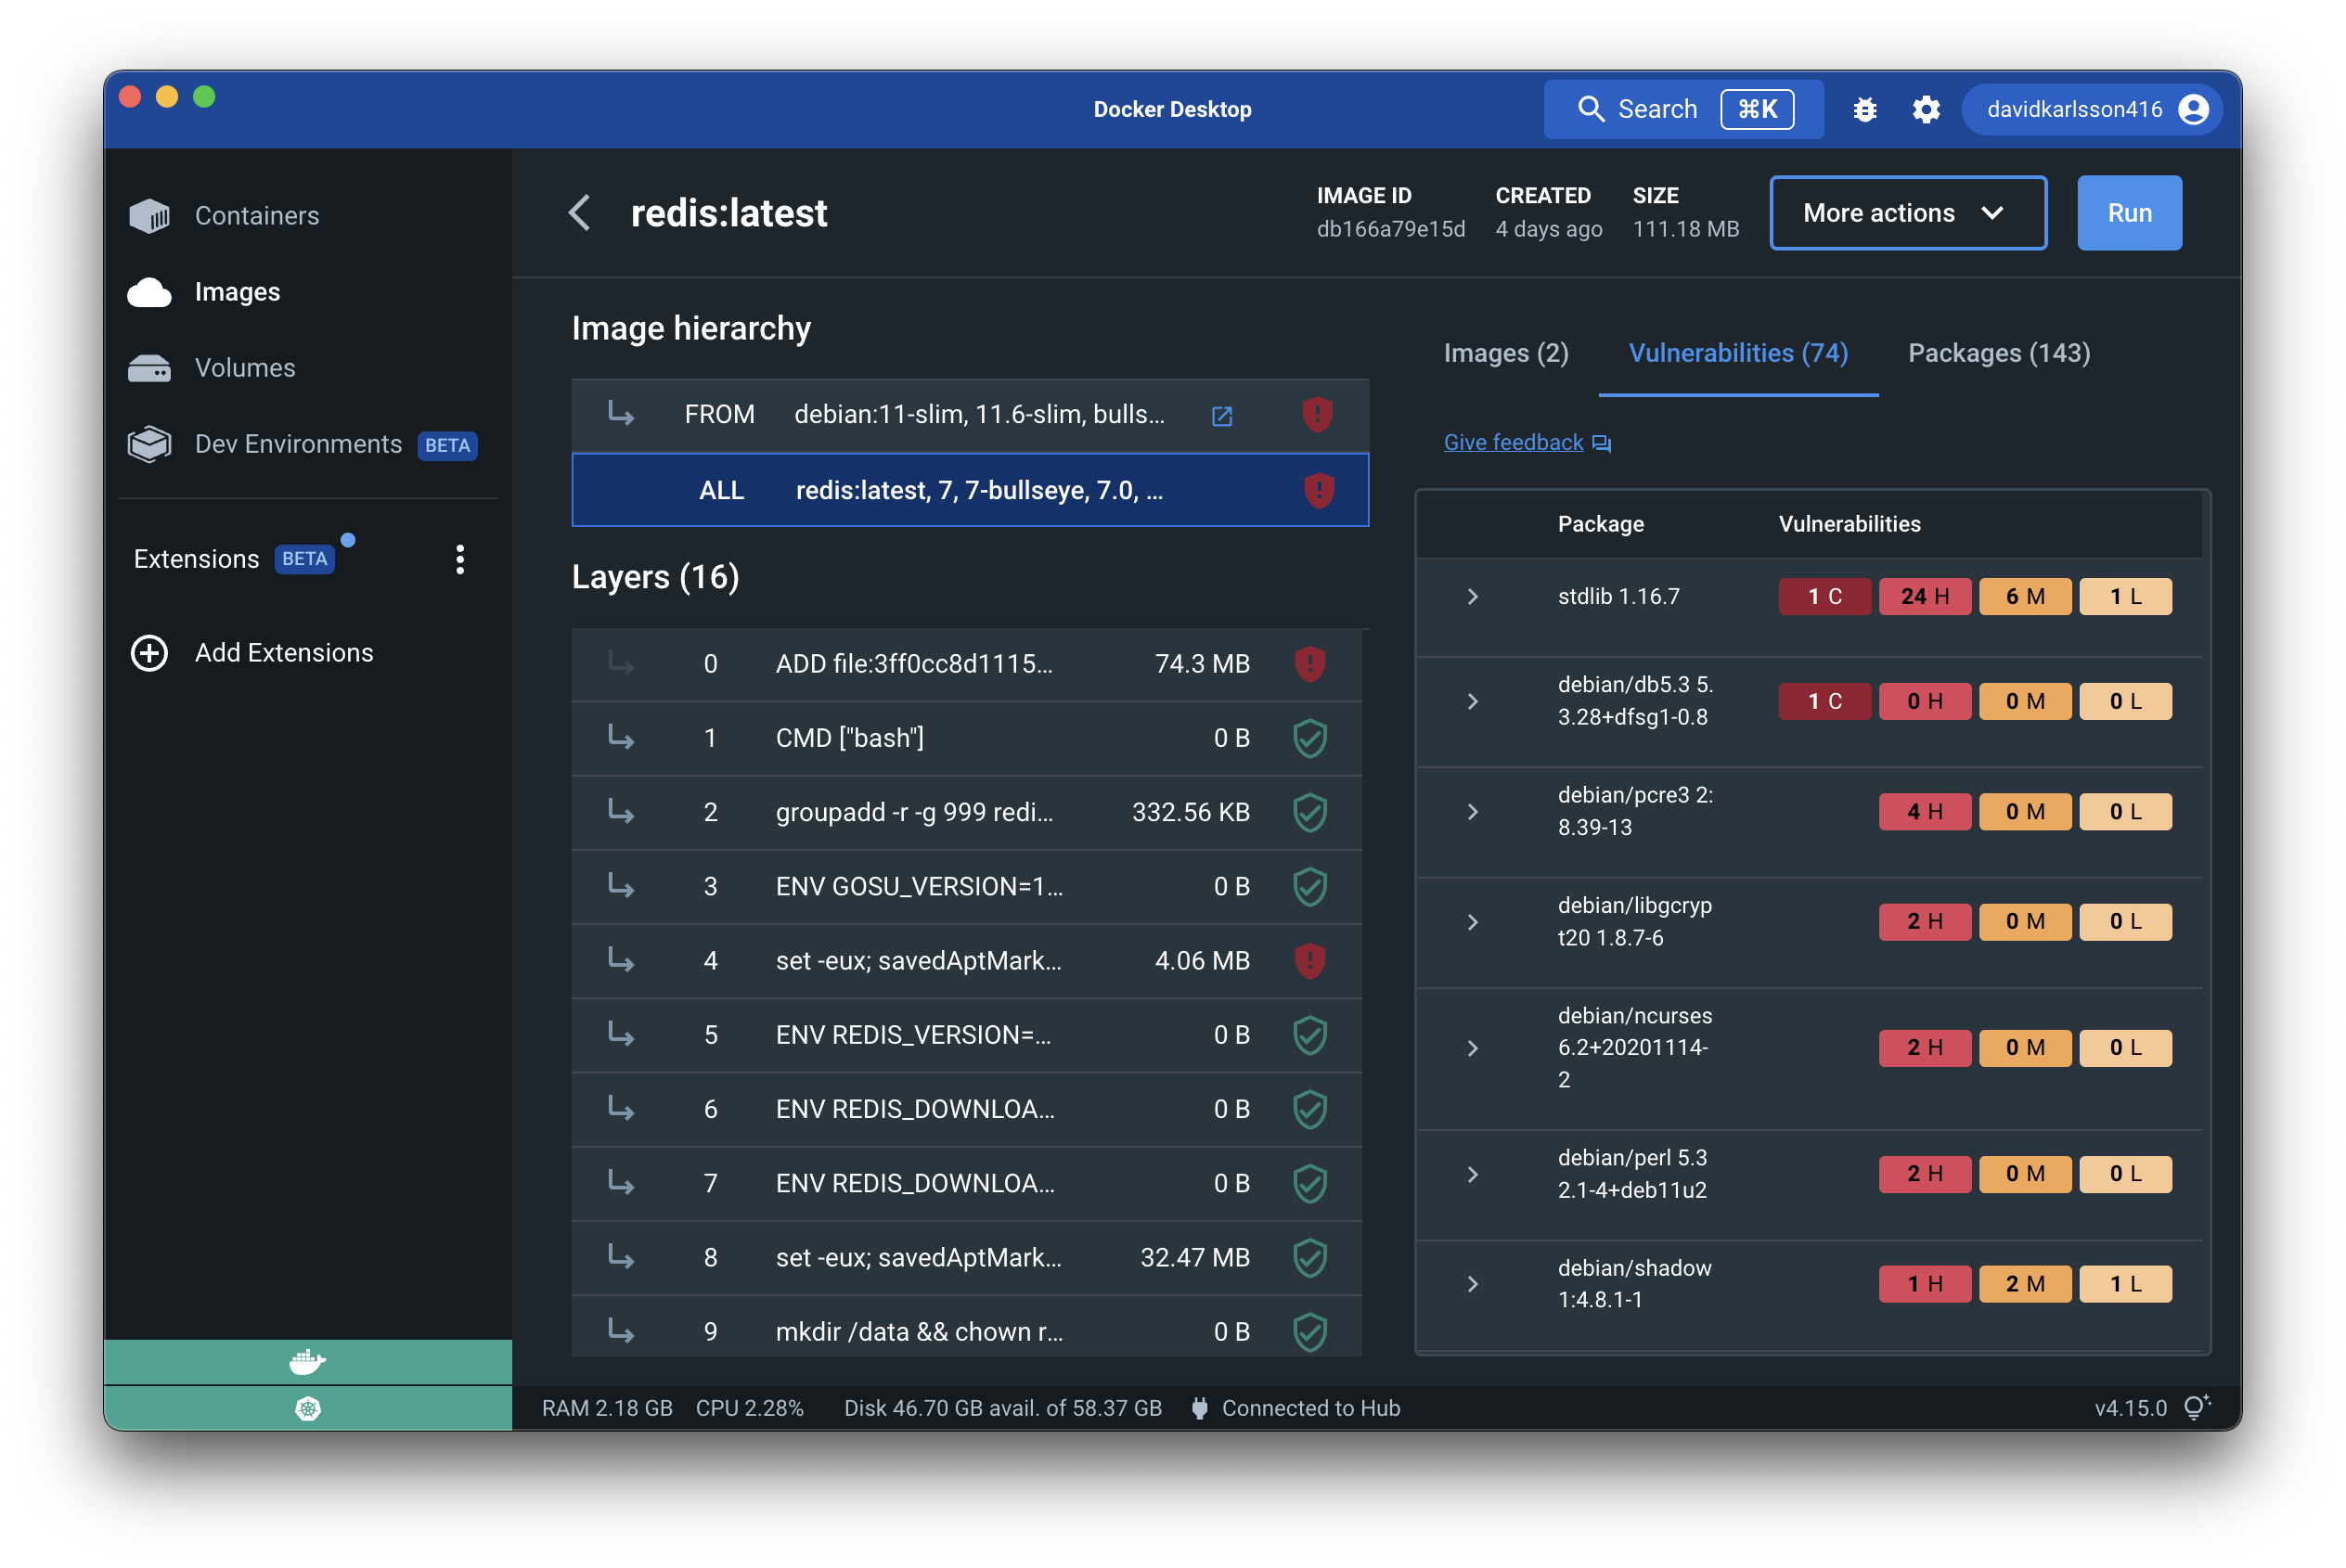 Docker Desktop
Search ⌘K
davidkarlsson416
Containers
Images
Volumes
Dev Environments BETA
Extensions BETA
Add Extensions
redis:latest
IMAGE ID
db166a79e15d
CREATED
4 days ago
SIZE
111.18 MB
More actions
Run
Image hierarchy
FROM debian:11-slim, 11.6-slim, bulls...
ALL redis:latest, 7, 7-bullseye, 7.0, ...
Layers (16)
0 ADD file:3ff0cc8d1115... 74.3 MB
1 CMD ["bash"] 0 B
2 groupadd -r -g 999 redi... 332.56 KB
3 ENV GOSU_VERSION=1... 0 B
4 set -eux; savedAptMark... 4.06 MB
5 ENV REDIS_VERSION=... 0 B
6 ENV REDIS_DOWNLOA... 0 B
7 ENV REDIS_DOWNLOA... 0 B
8 set -eux; savedAptMark... 32.47 MB
9 mkdir /data && chown r... 0 B
Images (2) Vulnerabilities (74) Packages (143)
Give feedback
Package Vulnerabilities
stdlib 1.16.7 1 C 24 H 6 M 1 L
debian/db5.3 5.
3.28+dfsg1-0.8
1 C 0 H 0 M 0 L
debian/pcre3 2:
8.39-13
4 H 0 M 0 L
debian/libgcryp
t20 1.8.7-6
2 H 0 M 0 L
debian/ncurses
6.2+20201114-
2
2 H 0 M 0 L
debian/perl 5.3
2.1-4+deb11u2
2 H 0 M 0 L
debian/shadow
1:4.8.1-1
1 H 2 M 1 L
RAM 2.18 GB CPU 2.28% Disk 46.70 GB avail. of 58.37 GB Connected to Hub
v4.15.0